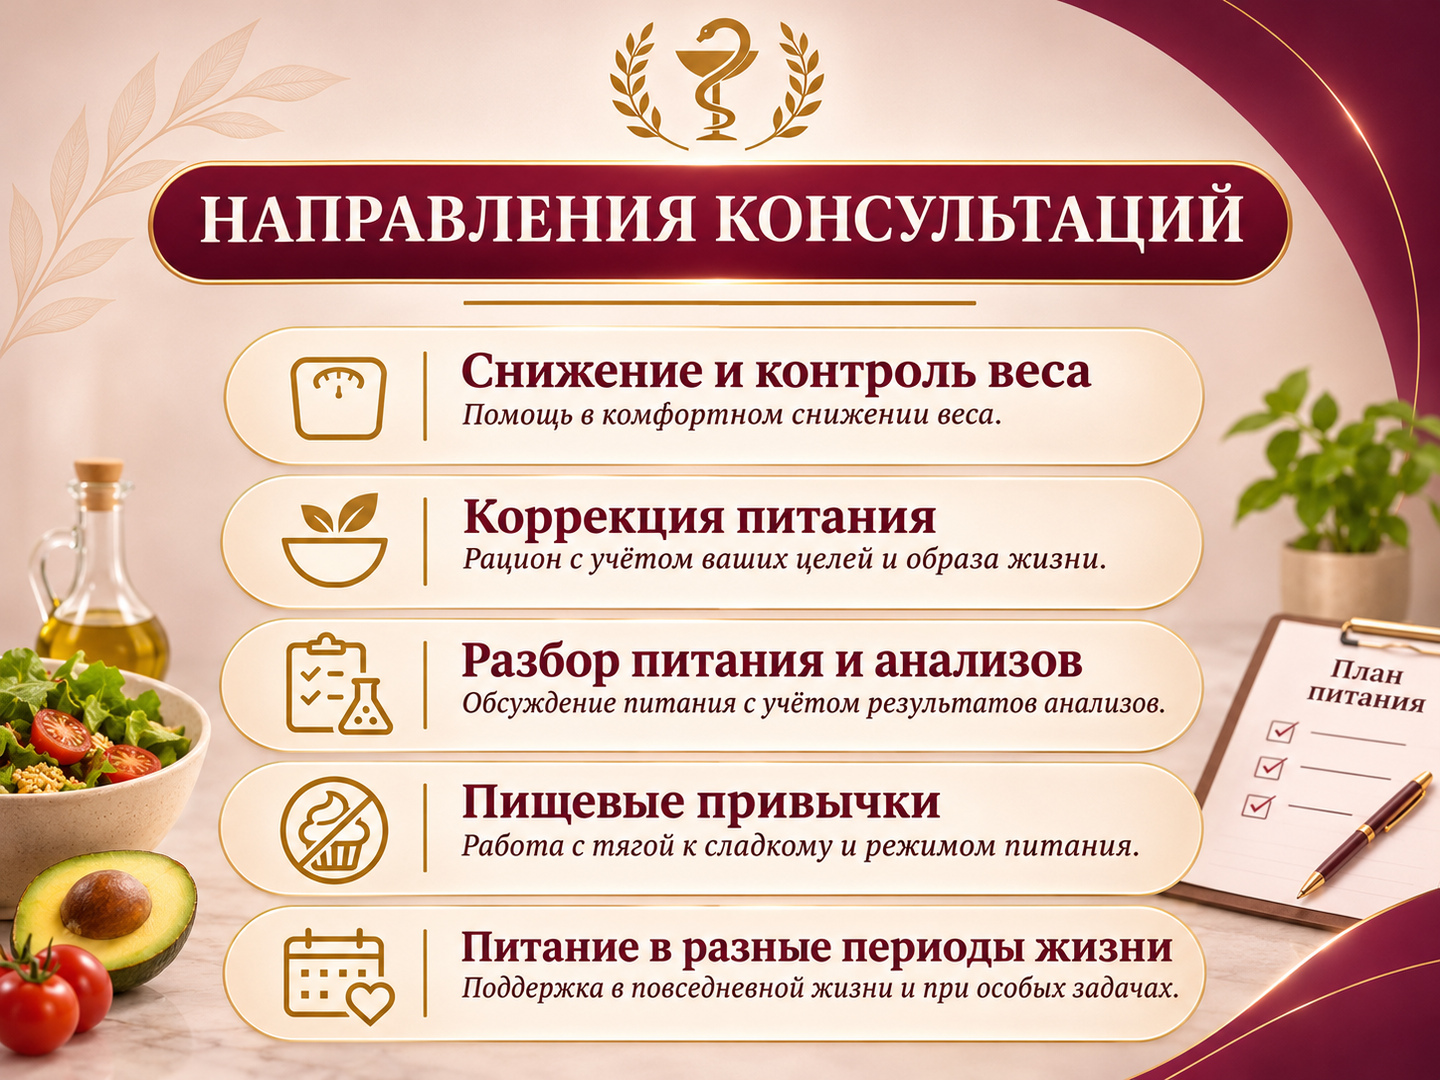 НАПРАВЛЕНИЯ КОНСУЛЬТАЦИЙ
Снижение и контроль веса
Помощь в комфортном снижении веса.
Коррекция питания
Рацион с учётом ваших целей и образа жизни.
Разбор питания и анализов
Обсуждение питания с учётом результатов анализов.
Пищевые привычки
Работа с тягой к сладкому и режимом питания.
Питание в разные периоды жизни
Поддержка в повседневной жизни и при особых задачах.
План
питания